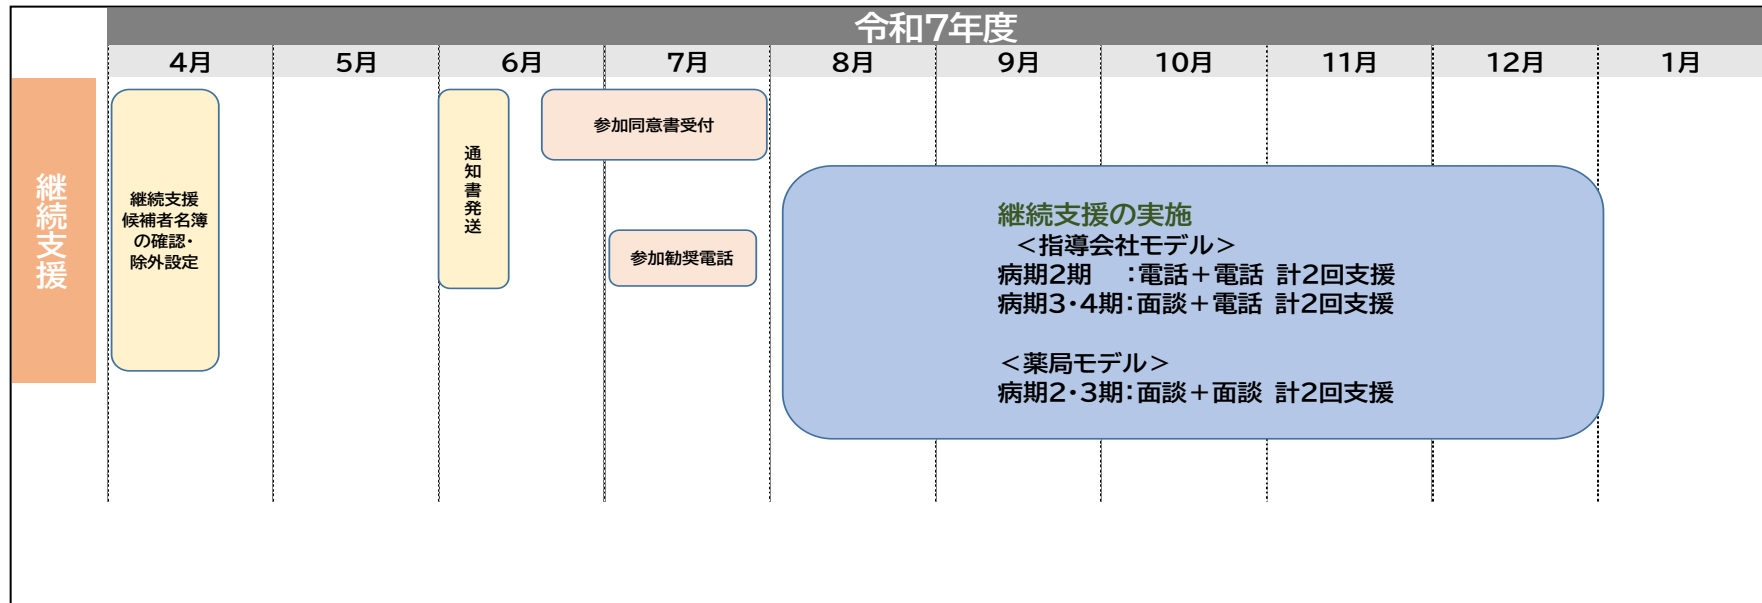 令和7年度
4月
5月
6月
7月
8月
9月
10月
11月
12月
1月
継続支援
継続支援
候補者名簿
の確認・
除外設定
通知書発送
参加同意書受付
参加勧奨電話
継続支援の実施
＜指導会社モデル＞
病期2期　：電話＋電話 計2回支援
病期3・4期：面談＋電話 計2回支援
＜薬局モデル＞
病期2・3期：面談＋面談 計2回支援